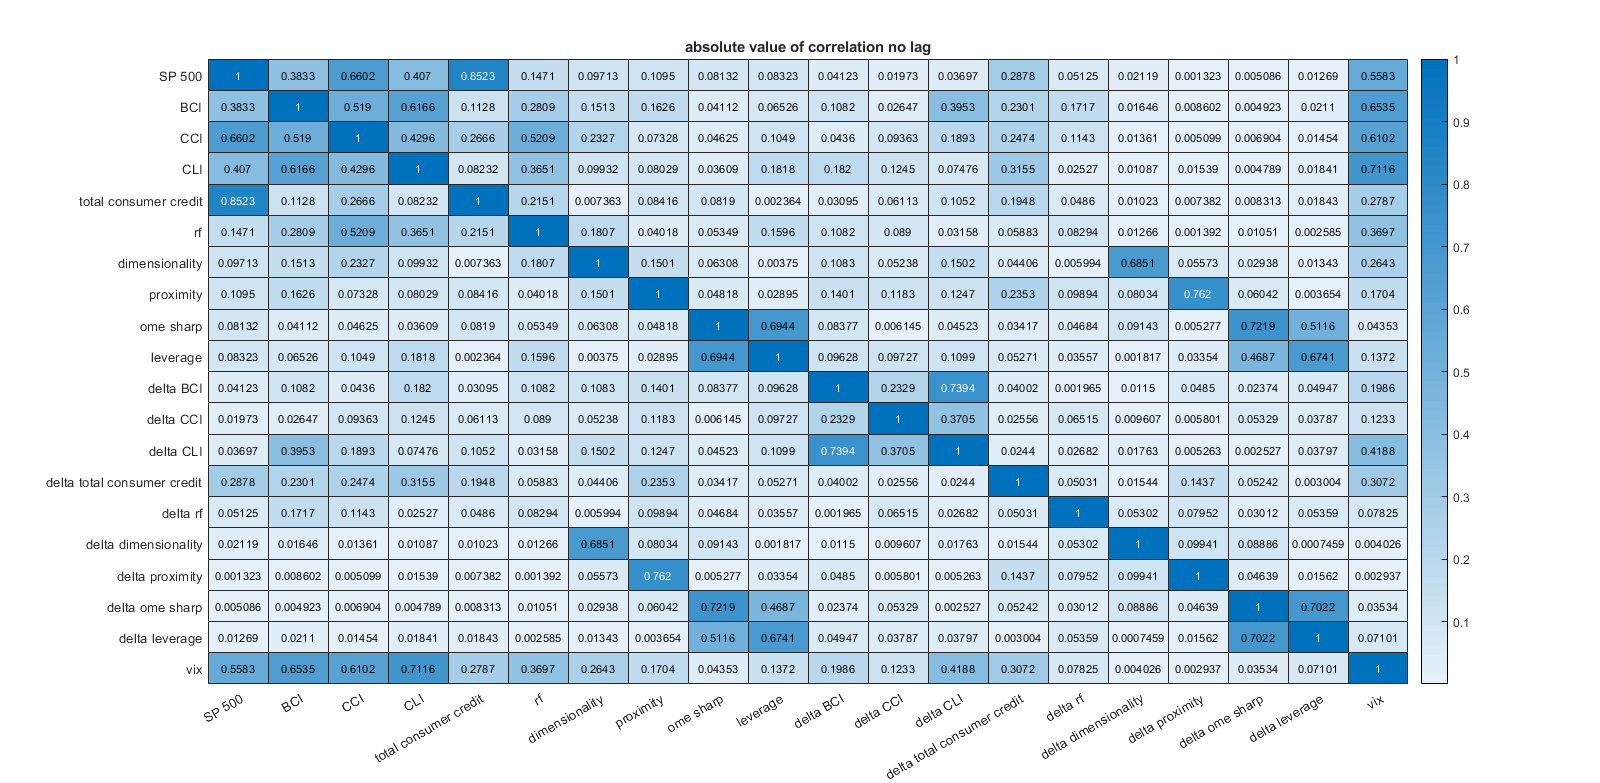 absolute value of correlation no lag
SP 500 1 0.3833 0.6602 0.407 0.8523 0.1471 0.09713 0.1095 0.08132 0.08323 0.04123 0.01973 0.03697 0.2878 0.05125 0.02119 0.001323 0.005086 0.01269 0.5583
BCI 0.3833 1 0.519 0.6166 0.1128 0.2809 0.1513 0.1626 0.04112 0.06526 0.1082 0.02647 0.3953 0.2301 0.1717 0.01646 0.008602 0.004923 0.0211 0.6535
CCI 0.6602 0.519 1 0.4296 0.2666 0.5209 0.2327 0.07328 0.04625 0.1049 0.0436 0.09363 0.1893 0.2474 0.1143 0.01361 0.005099 0.006904 0.01454 0.6102
CLI 0.407 0.6166 0.4296 1 0.08232 0.3651 0.09932 0.08029 0.03609 0.1818 0.182 0.1245 0.07476 0.3155 0.02527 0.01087 0.01539 0.004789 0.01841 0.7116
total consumer credit 0.8523 0.1128 0.2666 0.08232 1 0.2151 0.007363 0.08416 0.0819 0.002364 0.03095 0.06113 0.1052 0.1948 0.0486 0.01023 0.007382 0.008313 0.01843 0.2787
rf 0.1471 0.2809 0.5209 0.3651 0.2151 1 0.1807 0.04018 0.05349 0.1596 0.1082 0.089 0.03158 0.05883 0.08294 0.01266 0.001392 0.01051 0.002585 0.3697
dimensionality 0.09713 0.1513 0.2327 0.09932 0.007363 0.1807 1 0.1501 0.06308 0.00375 0.1083 0.05238 0.1502 0.04406 0.005994 0.6851 0.05573 0.02938 0.01343 0.2643
proximity 0.1095 0.1626 0.07328 0.08029 0.08416 0.04018 0.1501 1 0.04818 0.02895 0.1401 0.1183 0.1247 0.2353 0.09894 0.08034 0.762 0.06042 0.003654 0.1704
ome sharp 0.08132 0.04112 0.04625 0.03609 0.0819 0.05349 0.06308 0.04818 1 0.6944 0.08377 0.006145 0.04523 0.03417 0.04684 0.09143 0.005277 0.7219 0.5116 0.04353
leverage 0.08323 0.06526 0.1049 0.1818 0.002364 0.1596 0.00375 0.02895 0.6944 1 0.09628 0.09727 0.1099 0.05271 0.03557 0.001817 0.03354 0.4687 0.6741 0.1372
delta BCI 0.04123 0.1082 0.0436 0.182 0.03095 0.1082 0.1083 0.1401 0.08377 0.09628 1 0.2329 0.7394 0.04002 0.001965 0.0115 0.0485 0.02374 0.04947 0.1986
delta CCI 0.01973 0.02647 0.09363 0.1245 0.06113 0.089 0.05238 0.1183 0.006145 0.09727 0.2329 1 0.3705 0.02556 0.06515 0.009607 0.005801 0.05329 0.03787 0.1233
delta CLI 0.03697 0.3953 0.1893 0.07476 0.1052 0.03158 0.1502 0.1247 0.04523 0.1099 0.7394 0.3705 1 0.0244 0.02682 0.01763 0.005263 0.002527 0.03797 0.4188
delta total consumer credit 0.2878 0.2301 0.2474 0.3155 0.1948 0.05883 0.04406 0.2353 0.03417 0.05271 0.04002 0.02556 0.0244 1 0.05031 0.01544 0.1437 0.05242 0.003004 0.3072
delta rf 0.05125 0.1717 0.1143 0.02527 0.0486 0.08294 0.005994 0.09894 0.04684 0.03557 0.001965 0.06515 0.02682 0.05031 1 0.05302 0.07952 0.03012 0.05359 0.07825
delta dimensionality 0.02119 0.01646 0.01361 0.01087 0.01023 0.01266 0.6851 0.08034 0.09143 0.001817 0.0115 0.009607 0.01763 0.01544 0.05302 1 0.09941 0.08886 0.0007459 0.004026
delta proximity 0.001323 0.008602 0.005099 0.01539 0.007382 0.001392 0.05573 0.762 0.005277 0.03354 0.0485 0.005801 0.005263 0.1437 0.07952 0.09941 1 0.04639 0.01562 0.002937
delta ome sharp 0.005086 0.004923 0.006904 0.004789 0.008313 0.01051 0.02938 0.06042 0.7219 0.4687 0.02374 0.05329 0.002527 0.05242 0.03012 0.08886 0.04639 1 0.7022 0.03534
delta leverage 0.01269 0.0211 0.01454 0.01841 0.01843 0.002585 0.01343 0.003654 0.5116 0.6741 0.04947 0.03787 0.03797 0.003004 0.05359 0.0007459 0.01562 0.7022 1 0.07101
vix 0.5583 0.6535 0.6102 0.7116 0.2787 0.3697 0.2643 0.1704 0.04353 0.1372 0.1986 0.1233 0.4188 0.3072 0.07825 0.004026 0.002937 0.03534 0.07101 1
SP 500
BCI
CCI
CLI
total consumer credit
rf
dimensionality
proximity
ome sharp
leverage
delta BCI
delta CCI
delta CLI
delta total consumer credit
delta rf
delta dimensionality
delta proximity
delta ome sharp
delta leverage
vix
1
0.9
0.8
0.7
0.6
0.5
0.4
0.3
0.2
0.1